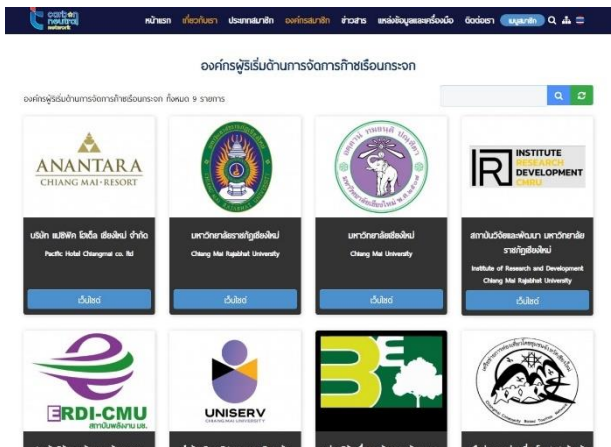 carbon
neutral
network
หน้าแรก เกี่ยวกับเรา ประเภทสมาชิก องค์กรสมาชิก ข่าวสาร แหล่งข้อมูลและเครื่องมือ ติดต่อเรา เมนูสมาชิก
องค์กรผู้ริเริ่มด้านการจัดการก๊าซเรือนกระจก
องค์กรผู้ริเริ่มด้านการจัดการก๊าซเรือนกระจก ทั้งหมด 9 รายการ
ANANTARA
CHIANG MAI·RESORT
บริษัท แปซิฟิค โฮเต็ล เชียงใหม่ จำกัด
Pacific Hotel Chiangmai co. ltd
เว็บไซต์
มหาวิทยาลัยราชภัฏเชียงใหม่
Chiang Mai Rajabhat University
เว็บไซต์
มหาวิทยาลัยเชียงใหม่
Chiang Mai University
เว็บไซต์
INSTITUTE
RESEARCH
DEVELOPMENT
CMRU
สถาบันวิจัยและพัฒนา มหาวิทยาลัย
ราชภัฏเชียงใหม่
Institute of Research and Development
Chiang Mai Rajabhat University
เว็บไซต์
ERDI-CMU
สถาบันพลังงาน มช.
UNISERV
CHIANG MAI UNIVERSITY
BE